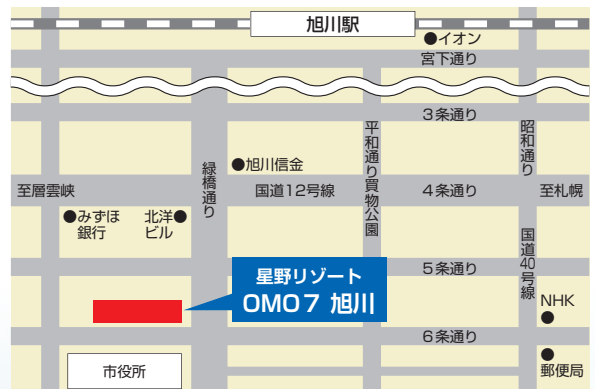 旭川駅
●イオン
宮下通り
3条通り
平和通り買物公園
昭和通り
緑橋通り
●旭川信金
至層雲峡
国道12号線
4条通り
至札幌
●みずほ
銀行
北洋●
ビル
国道40号線
星野リゾート
OMO7 旭川
5条通り
NHK
●
6条通り
市役所
●
郵便局